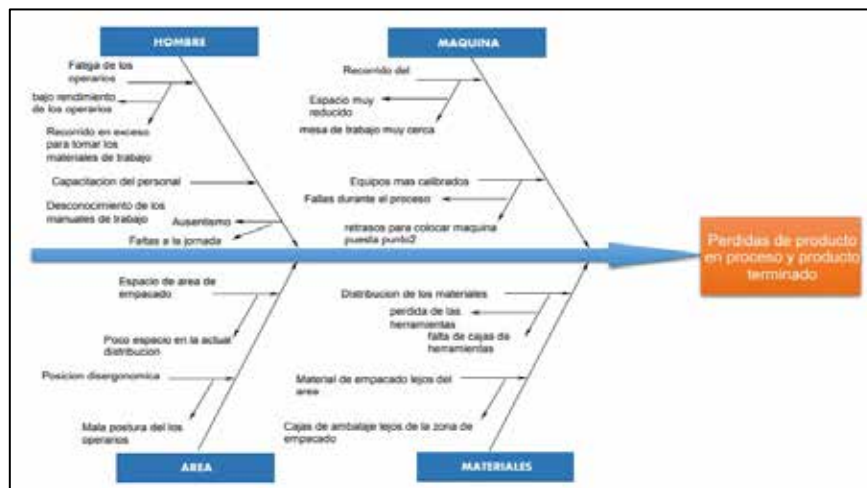 HOMBRE
MAQUINA
Fatiga de los
operarios
bajo rendimiento
de los operarios
Recorrido en exceso
para tomar los
materiales de trabajo
Capacitacion del personal
Desconocimiento de los
manuales de trabajo
Ausentismo
Faltas a la jornada
Recorrido del
Espacio muy
reducido
mesa de trabajo muy cerca
Equipos mas calibrados
Fallas durante el proceso
retrasos para colocar maquina
puesta punto2
Perdidas de producto
en proceso y producto
terminado
Espacio de area de
empacado
Poco espacio en la actual
distribucion
Posicion disergonomica
Mala postura del los
operarios
Distribucion de los materiales
perdida de las
herramientas
falta de cajas de
herramientas
Material de empacado lejos del
area
Cajas de ambalaje lejos de la zona de
empacado
AREA
MATERIALES